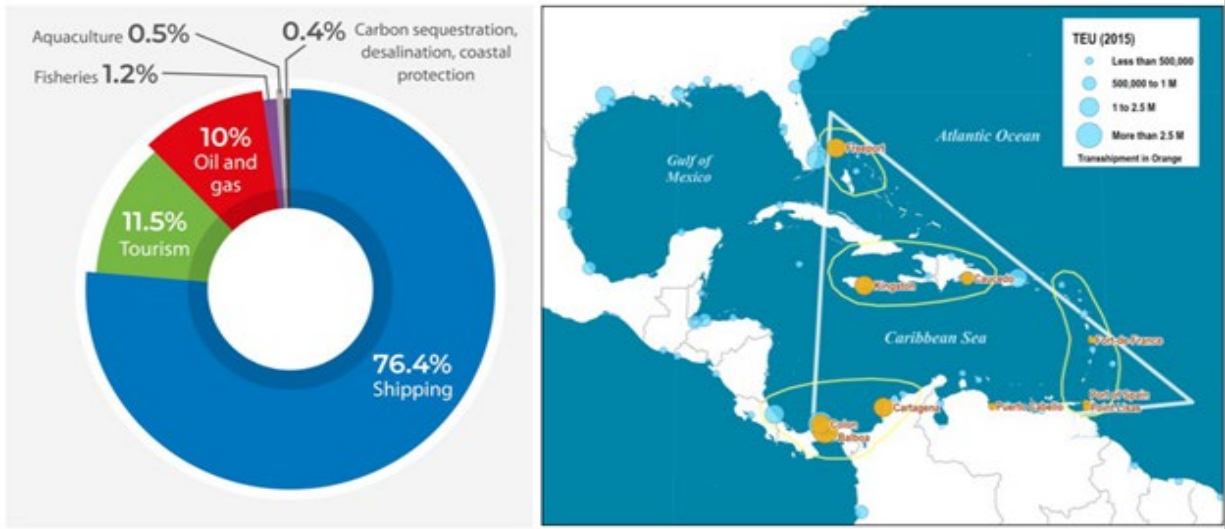 Aquaculture 0.5%
Fisheries 1.2%
0.4% Carbon sequestration,
desalination, coastal
protection
10%
Oil and
gas
11.5%
Tourism
76.4%
Shipping
TEU (2015)
Less than 500,000
500,000 to 1 M
1 to 2.5 M
More than 2.5 M
Transshipment in Orange
Atlantic Ocean
Gulf of
Mexico
Freeport
Kingston
Caucedo
Caribbean Sea
Fort-de-France
Cartagena
Puerto Cabello
Port of Spain
Point Lisas
Colon
Balboa